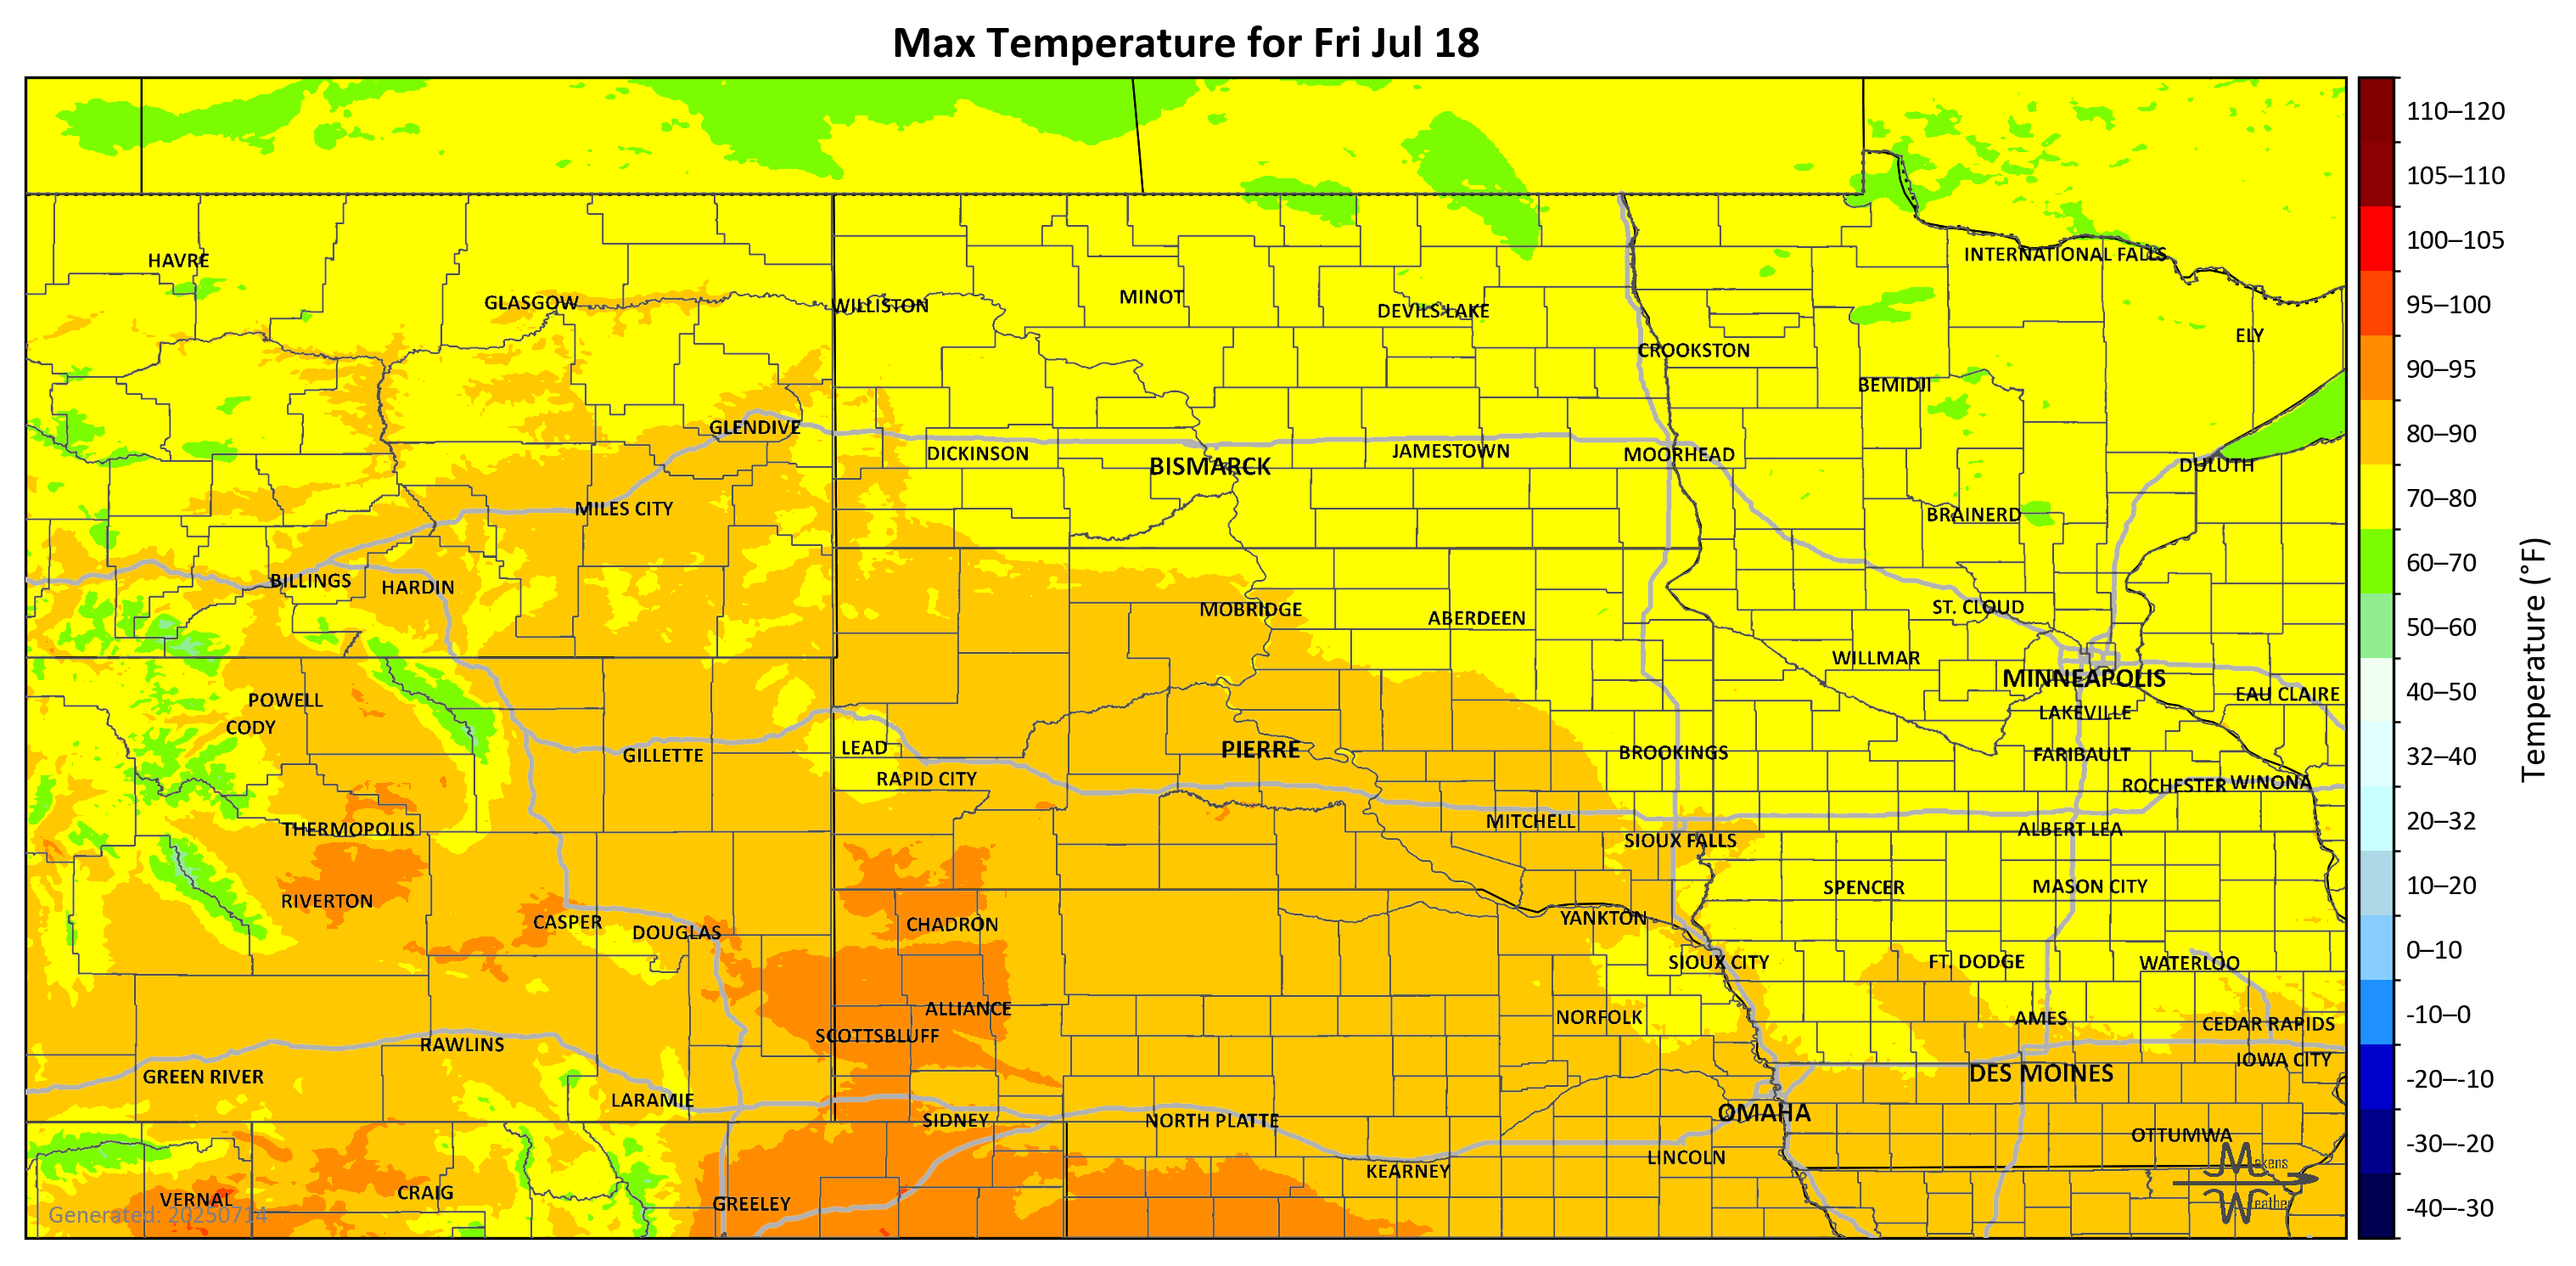 Max Temperature for Fri Jul 18
HAVRE
GLASGOW
WILLISTON
MINOT
DEVILS LAKE
INTERNATIONAL FALLS
ELY
CROOKSTON
BEMIDJI
GLENDIVE
DICKINSON
BISMARCK
JAMESTOWN
MOORHEAD
DULUTH
MILES CITY
BRAINERD
BILLINGS
HARDIN
MOBRIDGE
ABERDEEN
ST. CLOUD
WILLMAR
MINNEAPOLIS
EAU CLAIRE
POWELL
CODY
LAKEVILLE
GILLETTE
LEAD
RAPID CITY
PIERRE
BROOKINGS
FARIBAULT
ROCHESTER
WINONA
THERMOPOLIS
MITCHELL
SIOUX FALLS
ALBERT LEA
RIVERTON
CASPER
DOUGLAS
CHADRON
YANKTON
SPENCER
MASON CITY
SIOUX CITY
FT. DODGE
WATERLOO
ALLIANCE
SCOTTSBLUFF
NORFOLK
AMES
CEDAR RAPIDS
IOWA CITY
RAWLINS
GREEN RIVER
LARAMIE
SIDNEY
NORTH PLATTE
OMAHA
DES MOINES
OTTUMWA
KEARNEY
LINCOLN
VERNAL
CRAIG
GREELEY
Generated: 20250714
Makens
Weather
110–120
105–110
100–105
95–100
90–95
80–90
70–80
60–70
50–60
40–50
32–40
20–32
10–20
0–10
-10–0
-20–-10
-30–-20
-40–-30
Temperature (°F)